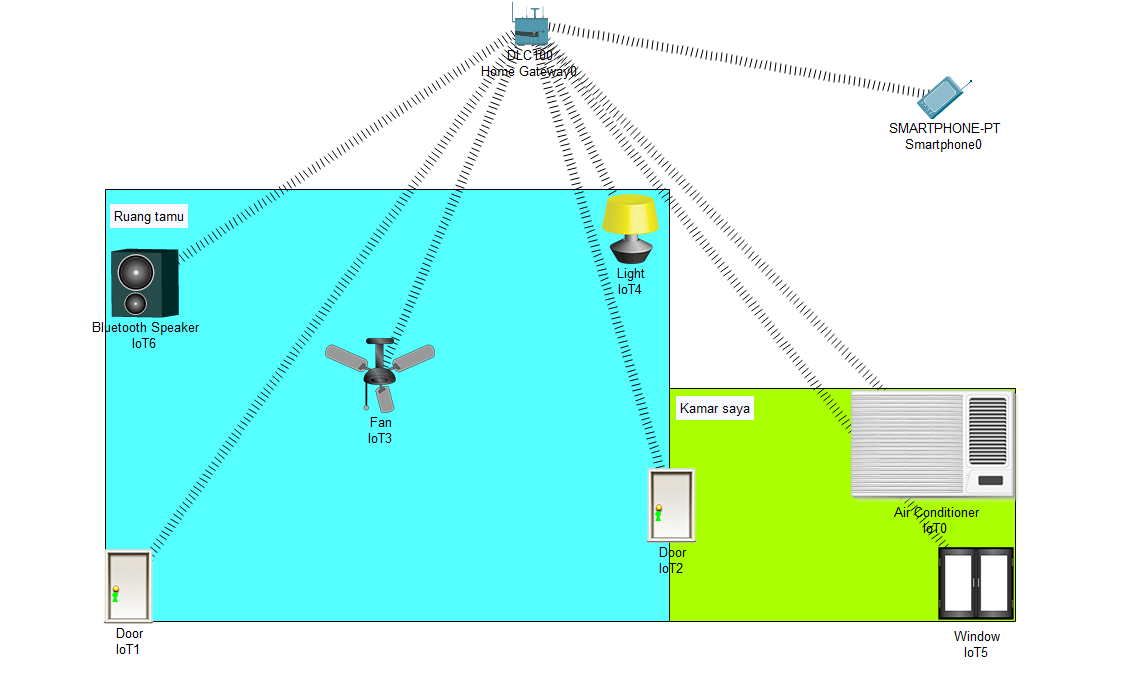 DLC100
Home Gateway0
SMARTPHONE-PT
Smartphone0
Ruang tamu
Light
IoT4
Bluetooth Speaker
IoT6
Fan
IoT3
Kamar saya
Air Conditioner
IoT0
Door
IoT2
Door
IoT1
Window
IoT5